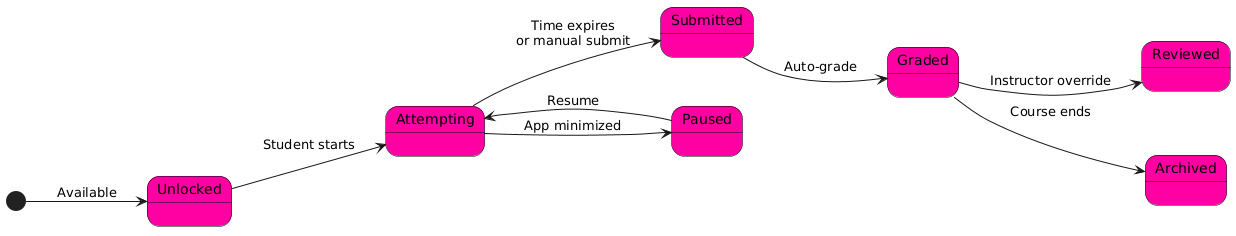 Available
Unlocked
Student starts
Attempting
Time expires
or manual submit
Submitted
Resume
App minimized
Paused
Auto-grade
Graded
Instructor override
Reviewed
Course ends
Archived